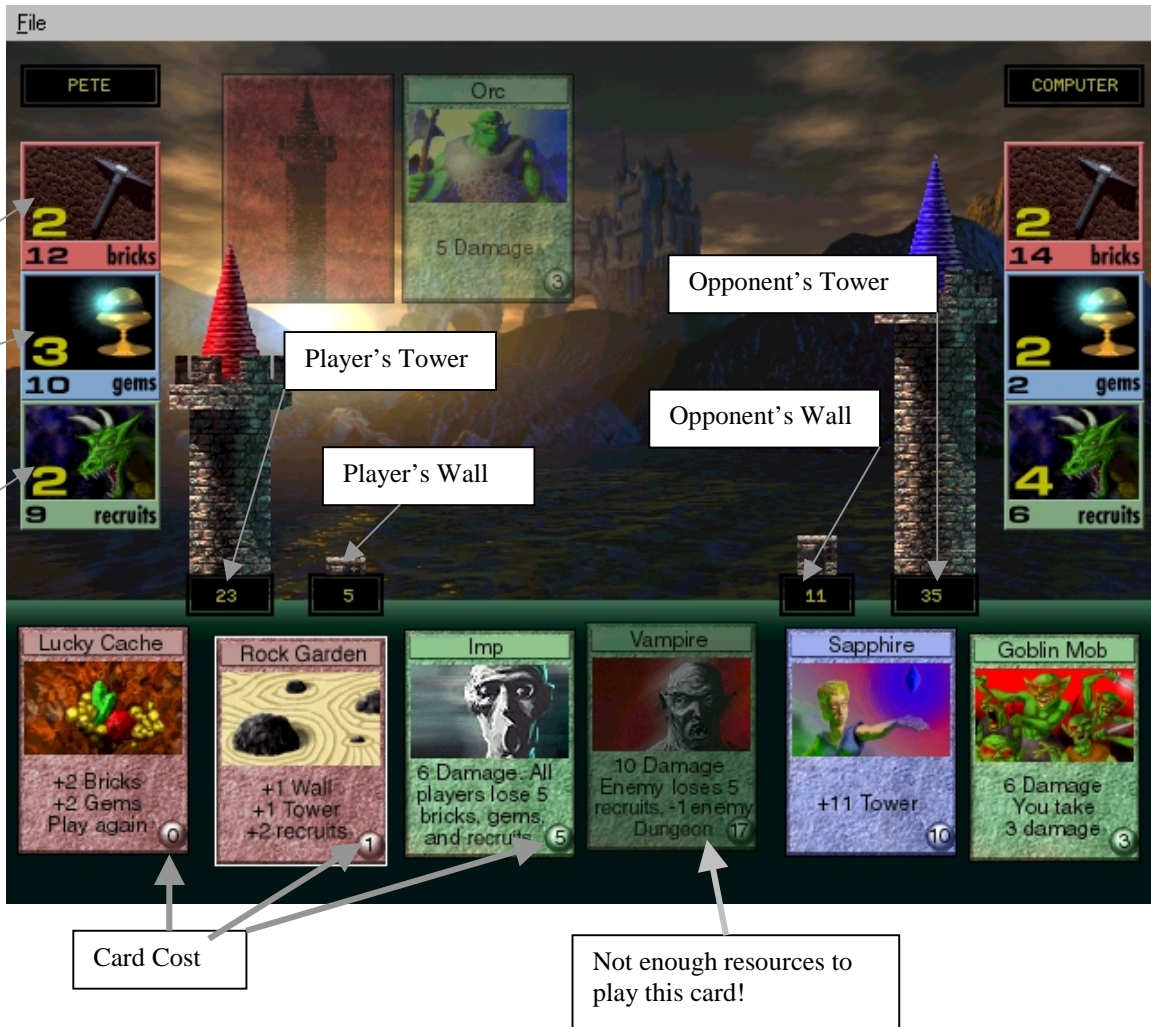 File
PETE
COMPUTER
Orc
5 Damage
3
2
12 bricks
3
10 gems
2
9 recruits
2
14 bricks
2
2 gems
4
6 recruits
Opponent's Tower
Player's Tower
Opponent's Wall
Player's Wall
23
5
11
35
Lucky Cache
+2 Bricks
+2 Gems
Play again
0
Rock Garden
+1 Wall
+1 Tower
+2 recruits
1
Imp
6 Damage. All
players lose 5
bricks, gems,
and recruits
5
Vampire
10 Damage
Enemy loses 5
recruits, -1 enemy
Dungeon
17
Sapphire
+11 Tower
10
Goblin Mob
6 Damage
You take
3 damage
3
Card Cost
Not enough resources to
play this card!